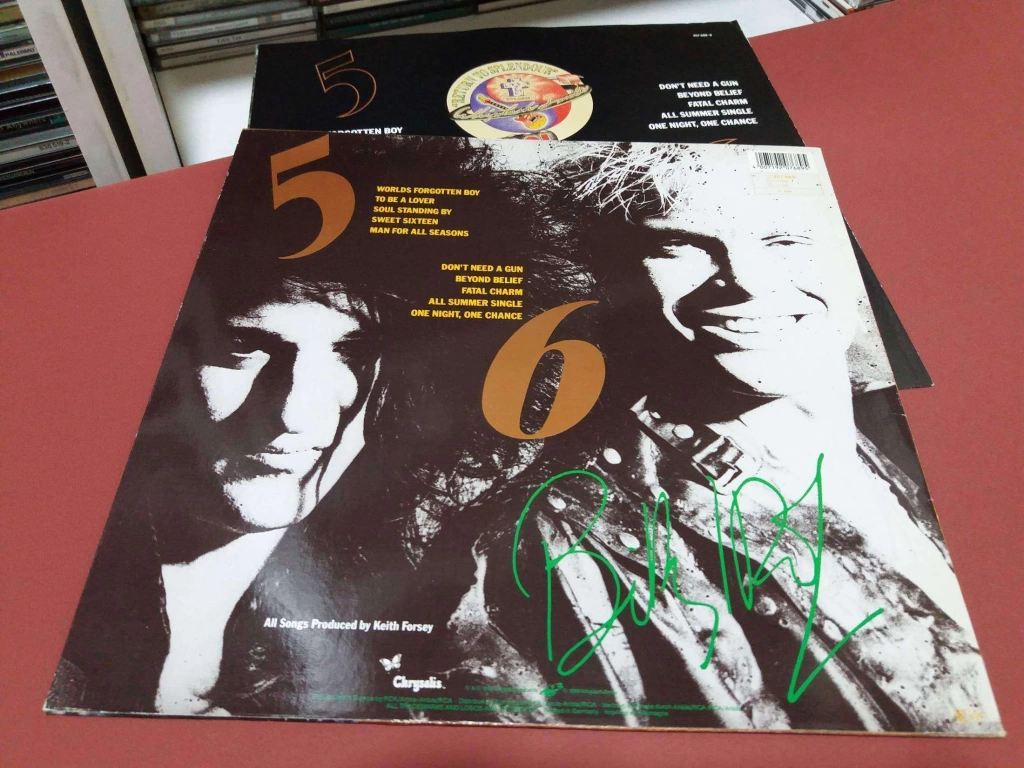 5
RETURN TO SPLENDOUR
DON'T NEED A GUN
BEYOND BELIEF
FATAL CHARM
ALL SUMMER SINGLE
ONE NIGHT, ONE CHANCE
FORGOTTEN BOY
5
WORLDS FORGOTTEN BOY
TO BE A LOVER
SOUL STANDING BY
SWEET SIXTEEN
MAN FOR ALL SEASONS
DON'T NEED A GUN
BEYOND BELIEF
FATAL CHARM
ALL SUMMER SINGLE
ONE NIGHT, ONE CHANCE
6
Billy Idol
All Songs Produced by Keith Forsey
Chrysalis